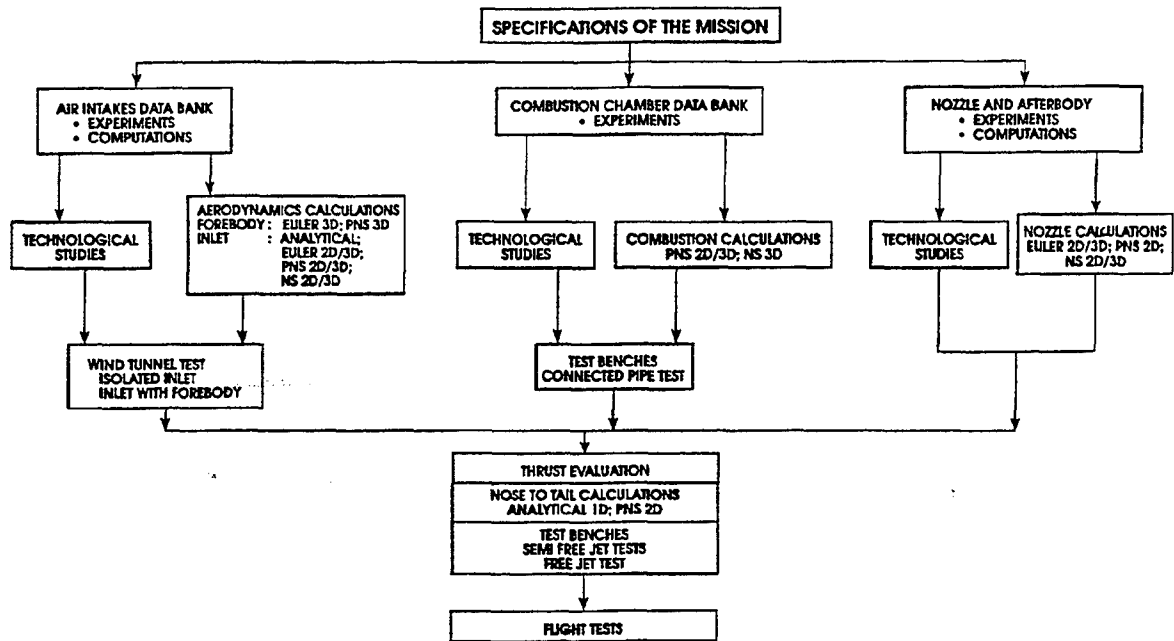 SPECIFICATIONS OF THE MISSION
AIR INTAKES DATA BANK
• EXPERIMENTS
• COMPUTATIONS
COMBUSTION CHAMBER DATA BANK
• EXPERIMENTS
NOZZLE AND AFTERBODY
• EXPERIMENTS
• COMPUTATIONS
TECHNOLOGICAL
STUDIES
AERODYNAMICS CALCULATIONS
FOREBODY : EULER 3D; PNS 3D
INLET : ANALYTICAL;
EULER 2D/3D;
PNS 2D/3D;
NS 2D/3D
TECHNOLOGICAL
STUDIES
COMBUSTION CALCULATIONS
PNS 2D/3D; NS 3D
TECHNOLOGICAL
STUDIES
NOZZLE CALCULATIONS
EULER 2D/3D; PNS 2D;
NS 2D/3D
WIND TUNNEL TEST
ISOLATED INLET
INLET WITH FOREBODY
TEST BENCHES
CONNECTED PIPE TEST
THRUST EVALUATION
NOSE TO TAIL CALCULATIONS
ANALYTICAL 1D; PNS 2D
TEST BENCHES
SEMI FREE JET TESTS
FREE JET TEST
FLIGHT TESTS